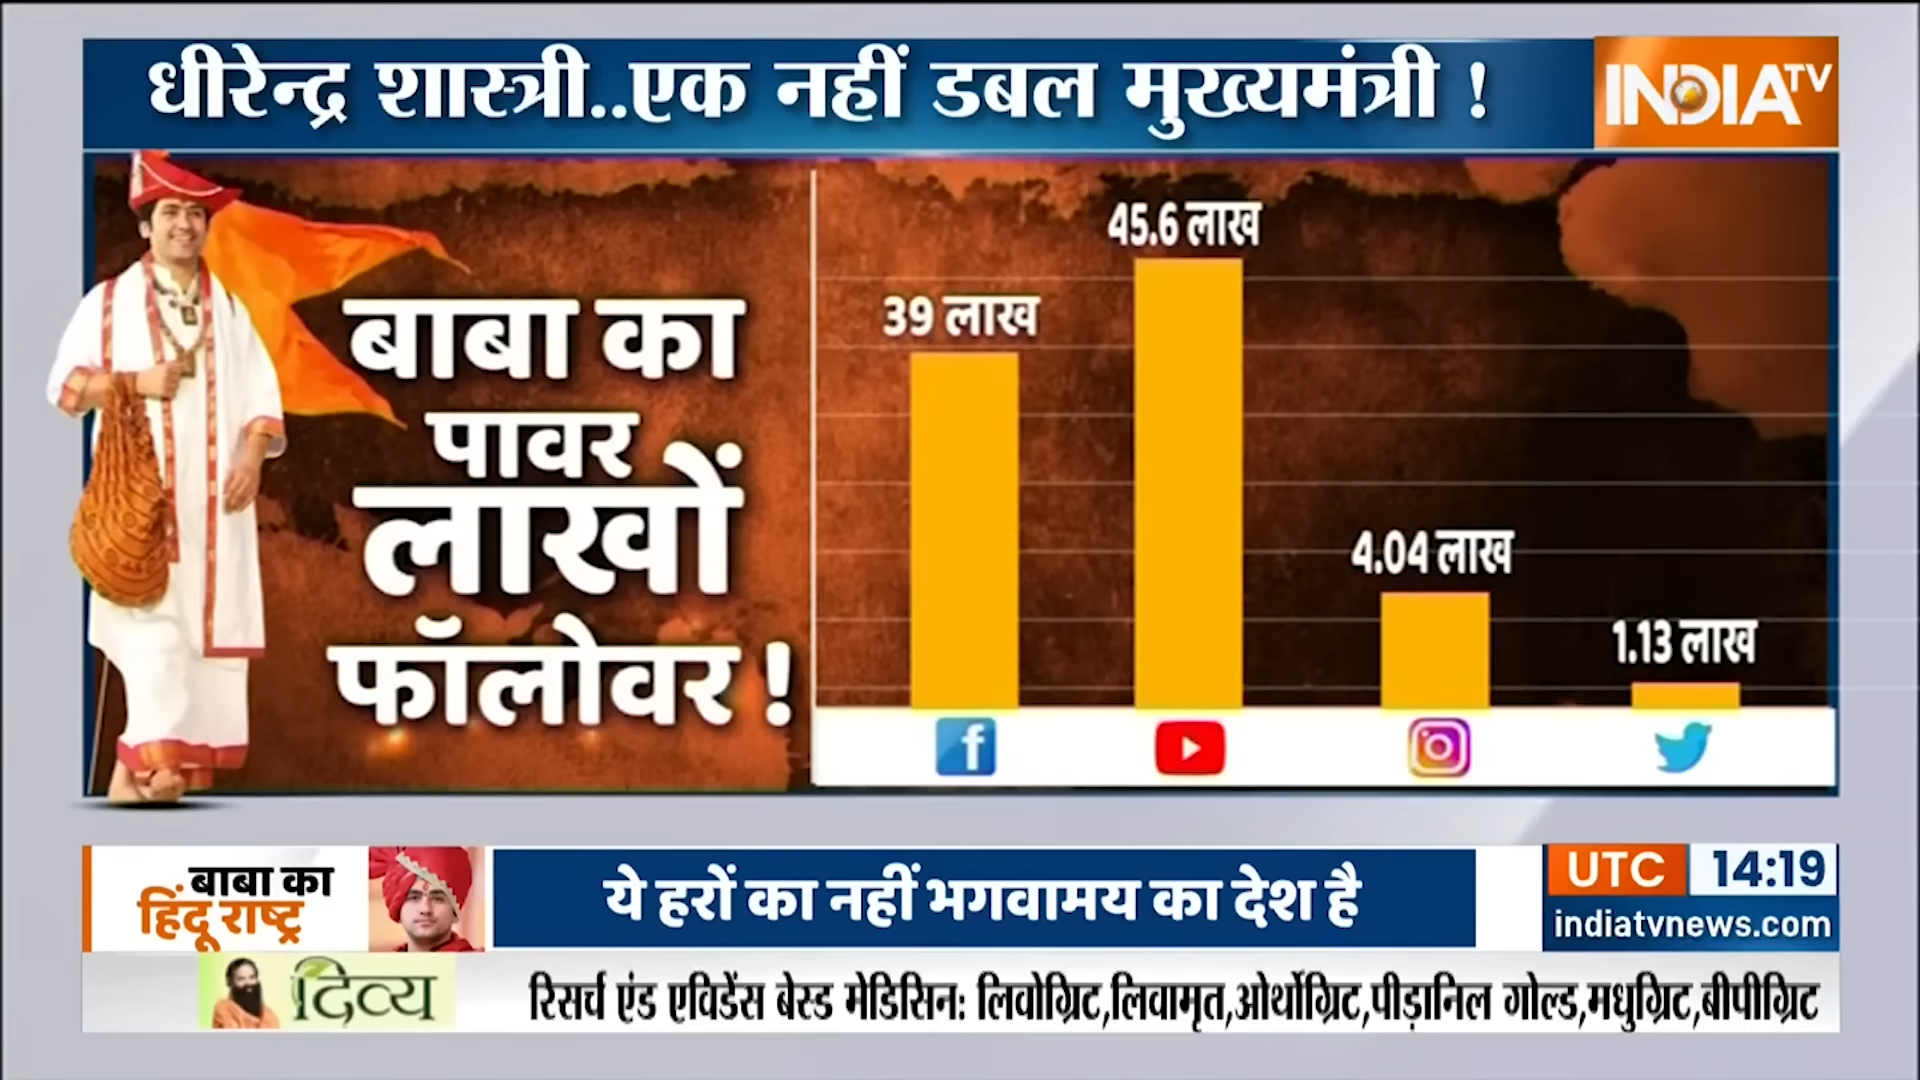 धीरेन्द्र शास्त्री..एक नहीं डबल मुख्यमंत्री !
INDIA TV
बाबा का
पावर
लाखों
फॉलोवर !
39 लाख
45.6 लाख
4.04 लाख
1.13 लाख
बाबा का
हिंदू राष्ट्र
ये हरों का नहीं भगवामय का देश है
UTC 14:19
indiatvnews.com
दिव्य
रिसर्च एंड एविडेंस बेस्ड मेडिसिन: लिवोग्रिट,लिवामृत,ओर्थोग्रिट,पीड़ानिल गोल्ड,मधुग्रिट,बीपीग्रिट